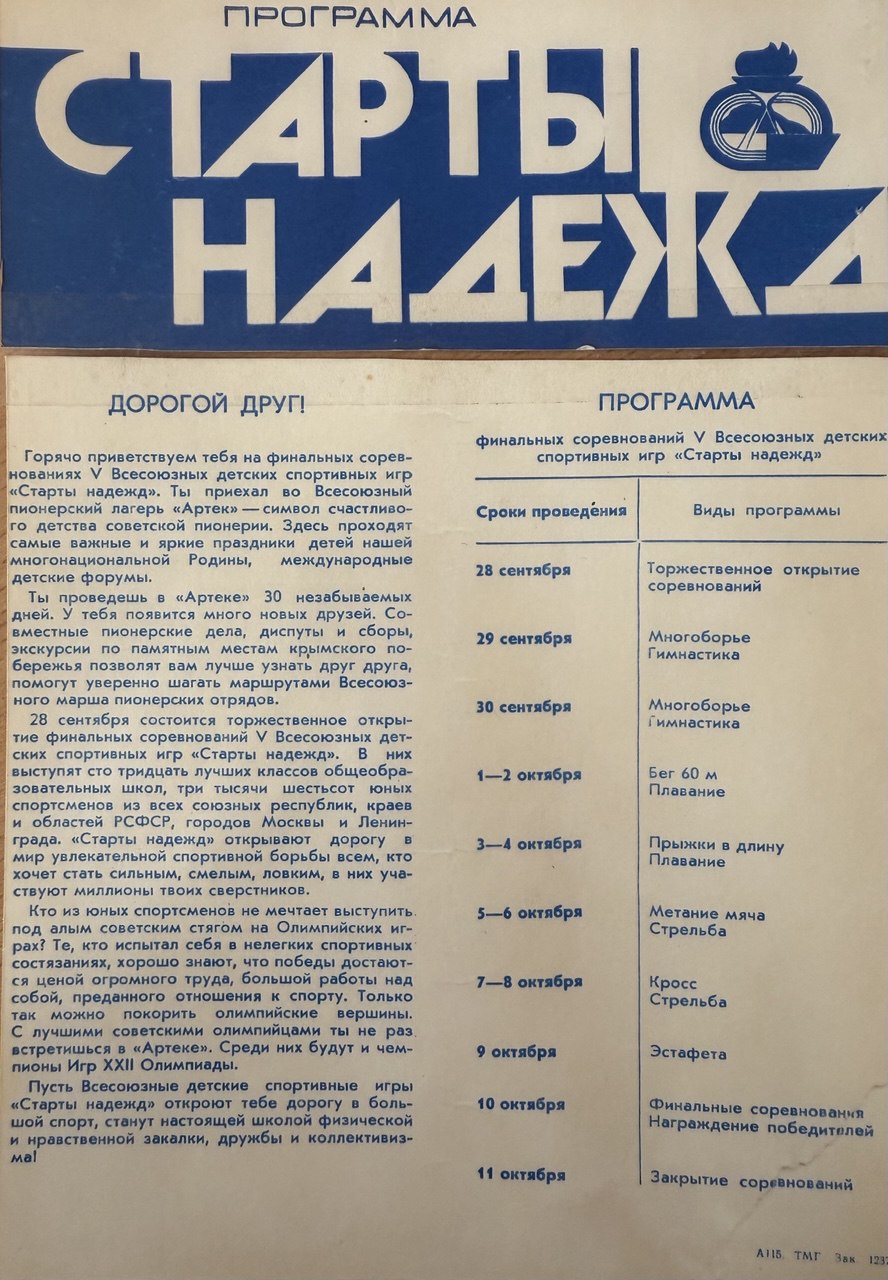 ПРОГРАММА
СТАРТЫ
НАДЕЖД
ДОРОГОЙ ДРУГ!
Горячо приветствуем тебя на финальных сорев-
нованиях V Всесоюзных детских спортивных игр
«Старты надежд». Ты приехал во Всесоюзный
пионерский лагерь «Артек» — символ счастливо-
го детства советской пионерии. Здесь проходят
самые важные и яркие праздники детей нашей
многонациональной Родины, международные
детские форумы.
Ты проведешь в «Артеке» 30 незабываемых
дней. У тебя появится много новых друзей. Со-
вместные пионерские дела, диспуты и сборы,
экскурсии по памятным местам крымского по-
бережья позволят вам лучше узнать друг друга,
помогут уверенно шагать маршрутами Всесоюз-
ного марша пионерских отрядов.
28 сентября состоится торжественное откры-
тие финальных соревнований V Всесоюзных дет-
ских спортивных игр «Старты надежд». В них
выступят сто тридцать лучших классов общеобра-
зовательных школ, три тысячи шестьсот юных
спортсменов из всех союзных республик, краев
и областей РСФСР, городов Москвы и Ленин-
града. «Старты надежд» открывают дорогу в
мир увлекательной спортивной борьбы всем, кто
хочет стать сильным, смелым, ловким, в них уча-
ствуют миллионы твоих сверстников.
Кто из юных спортсменов не мечтает выступить
под алым советским стягом на Олимпийских иг-
рах? Те, кто испытал себя в нелегких спортивных
состязаниях, хорошо знают, что победы достают-
ся ценой огромного труда, большой работы над
собой, преданного отношения к спорту. Только
так можно покорить олимпийские вершины.
С лучшими советскими олимпийцами ты не раз
встретишься в «Артеке». Среди них будут и чем-
пионы Игр XXII Олимпиады.
Пусть Всесоюзные детские спортивные игры
«Старты надежд» откроют тебе дорогу в боль-
шой спорт, станут настоящей школой физической
и нравственной закалки, дружбы и коллективиз-
ма!
ПРОГРАММА
финальных соревнований V Всесоюзных детских
спортивных игр «Старты надежд»
Сроки проведения Виды программы
28 сентября Торжественное открытие
соревнований
29 сентября Многоборье
Гимнастика
30 сентября Многоборье
Гимнастика
1—2 октября Бег 60 м
Плавание
3—4 октября Прыжки в длину
Плавание
5—6 октября Метание мяча
Стрельба
7—8 октября Кросс
Стрельба
9 октября Эстафета
10 октября Финальные соревнования
Награждение победителей
11 октября Закрытие соревнований
ТМГ Зак.